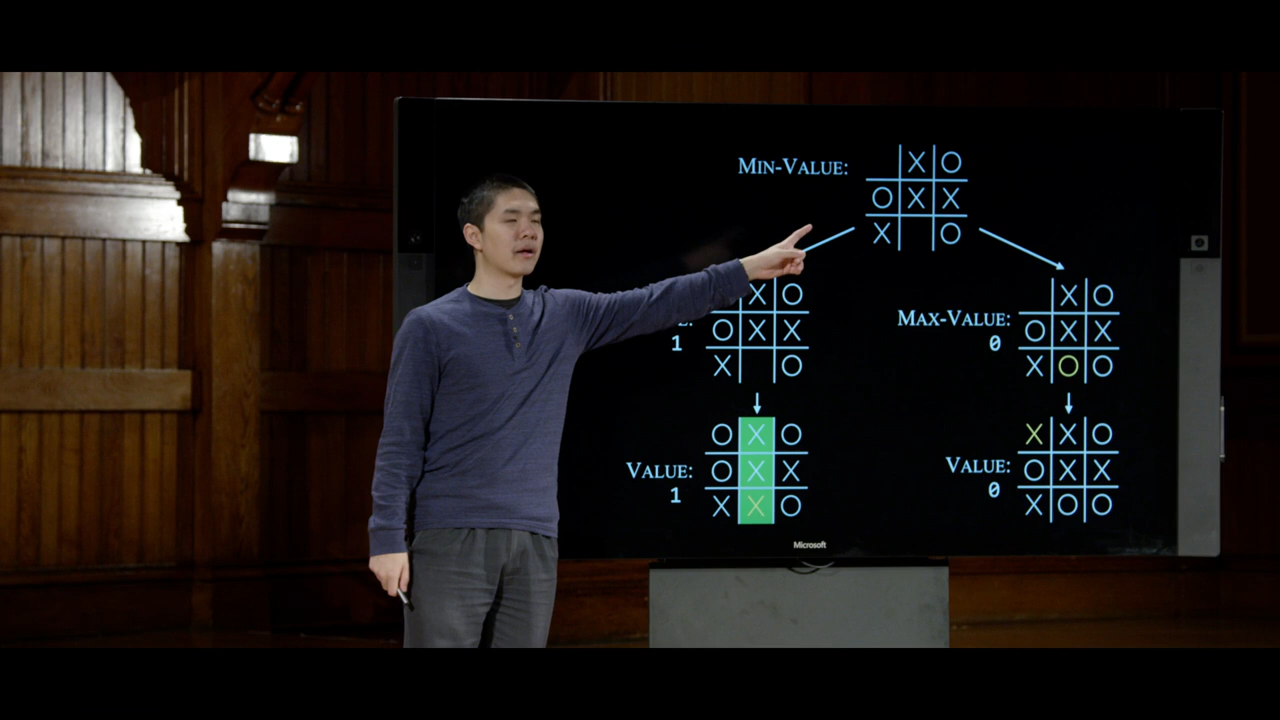 MIN-VALUE:
X O
O X X
X O
X O
O X X
X O
1
MAX-VALUE:
0
X O
O X X
X O O
VALUE:
1
O X O
O X X
X X O
VALUE:
0
X X O
O X X
X O O
Microsoft